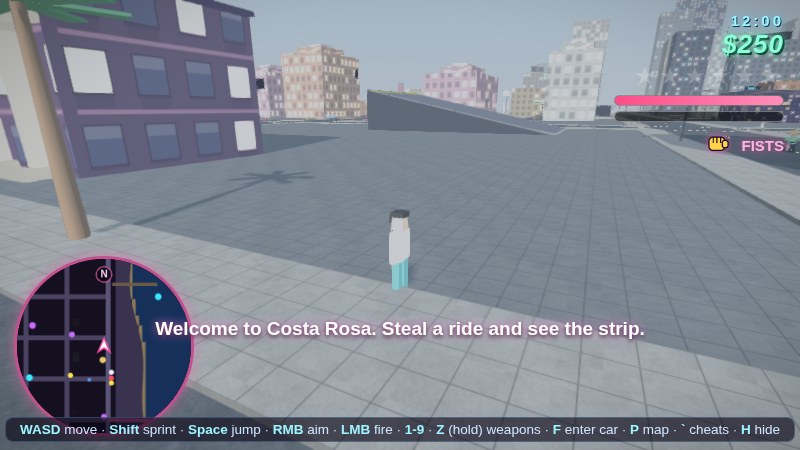 12:00
$250
FISTS
N
Welcome to Costa Rosa. Steal a ride and see the strip.
WASD move · Shift sprint · Space jump · RMB aim · LMB fire · 1-9 · Z (hold) weapons · F enter car · P map · ` cheats · H hide